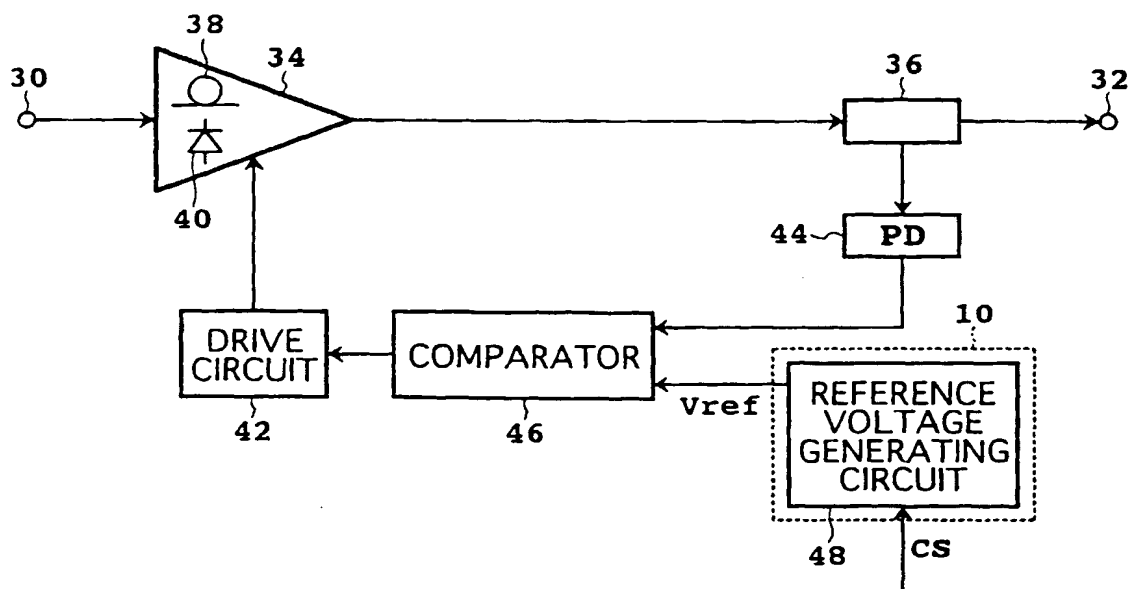 38
34
30
36
32
40
44
PD
10
DRIVE
CIRCUIT
COMPARATOR
Vref
REFERENCE
VOLTAGE
GENERATING
CIRCUIT
42
46
48
CS